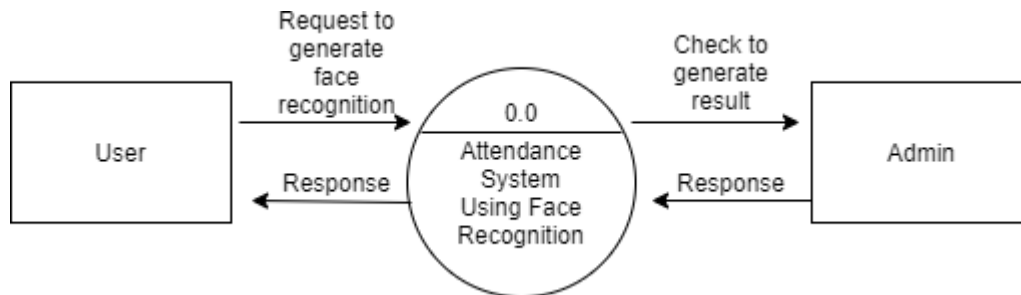 Request to
generate
face
recognition
Check to
generate
result
User
0.0
Attendance
System
Using Face
Recognition
Admin
Response
Response